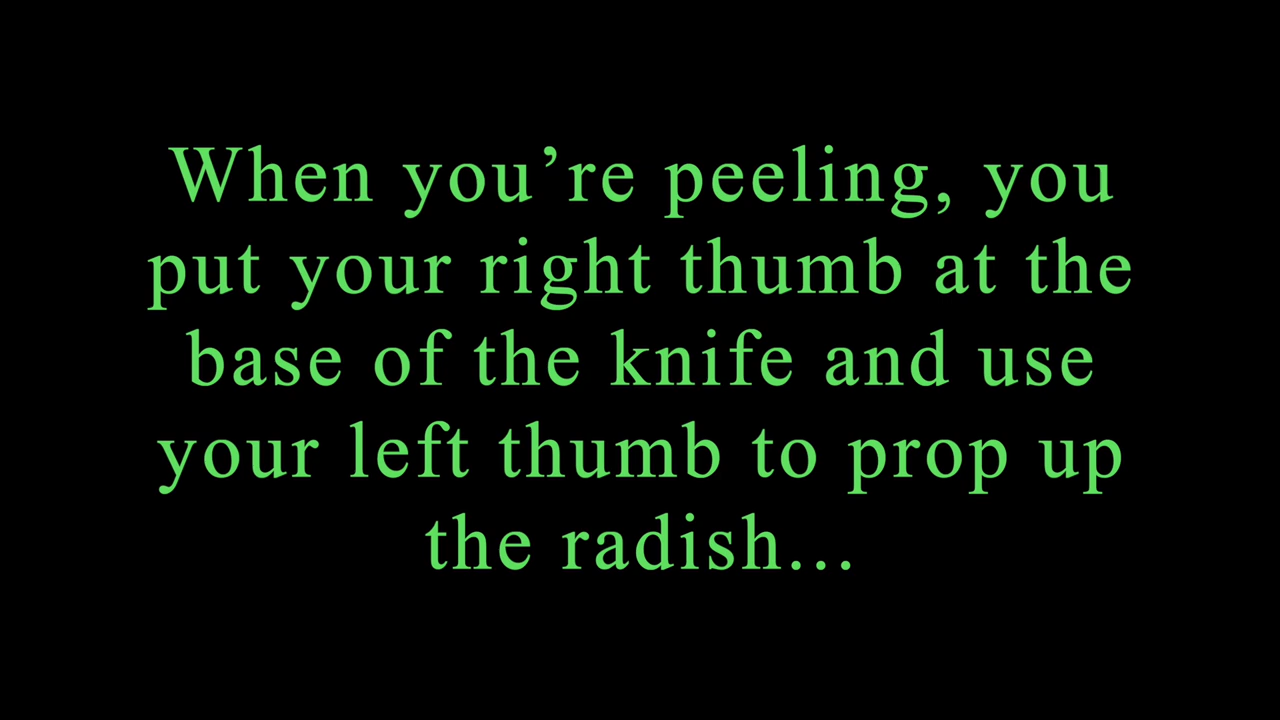 When you’re peeling, you
put your right thumb at the
base of the knife and use
your left thumb to prop up
the radish...